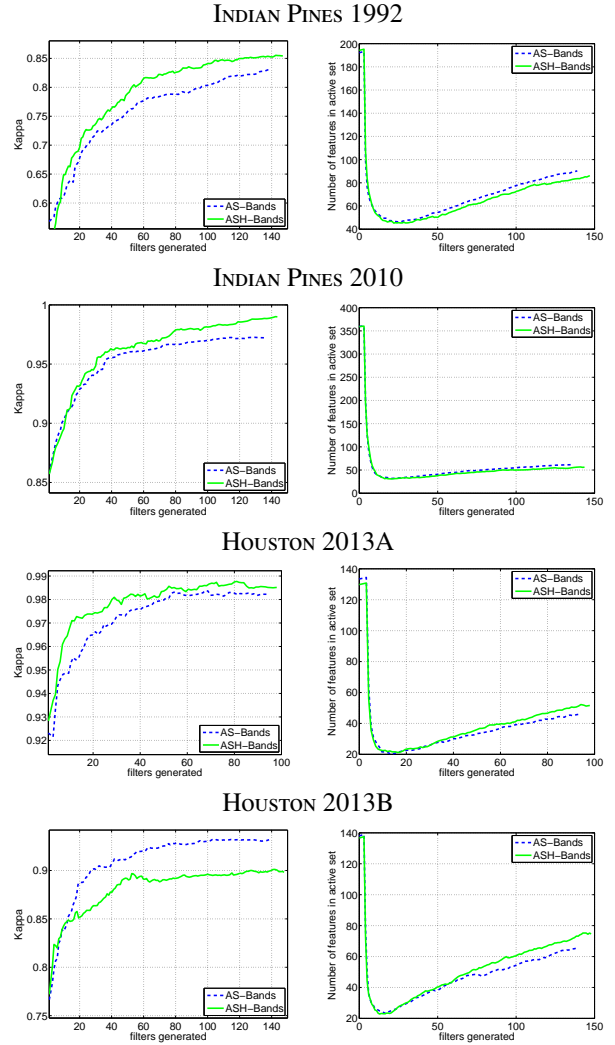 INDIAN PINES 1992
0.85
0.8
0.75
0.7
0.65
0.6
Kappa
AS-Bands
ASH-Bands
20 40 60 80 100 120 140
filters generated
200
180
160
140
120
100
80
60
40
Number of features in active set
AS-Bands
ASH-Bands
0 50 100 150
filters generated
INDIAN PINES 2010
1
0.95
0.9
0.85
Kappa
AS-Bands
ASH-Bands
20 40 60 80 100 120 140
filters generated
400
350
300
250
200
150
100
50
0
Number of features in active set
AS-Bands
ASH-Bands
0 50 100 150
filters generated
HOUSTON 2013A
0.99
0.98
0.97
0.96
0.95
0.94
0.93
0.92
Kappa
AS-Bands
ASH-Bands
20 40 60 80 100
filters generated
140
120
100
80
60
40
20
Number of features in active set
AS-Bands
ASH-Bands
0 20 40 60 80 100
filters generated
HOUSTON 2013B
0.9
0.85
0.8
0.75
Kappa
AS-Bands
ASH-Bands
20 40 60 80 100 120 140
filters generated
140
120
100
80
60
40
20
Number of features in active set
AS-Bands
ASH-Bands
0 50 100 150
filters generated